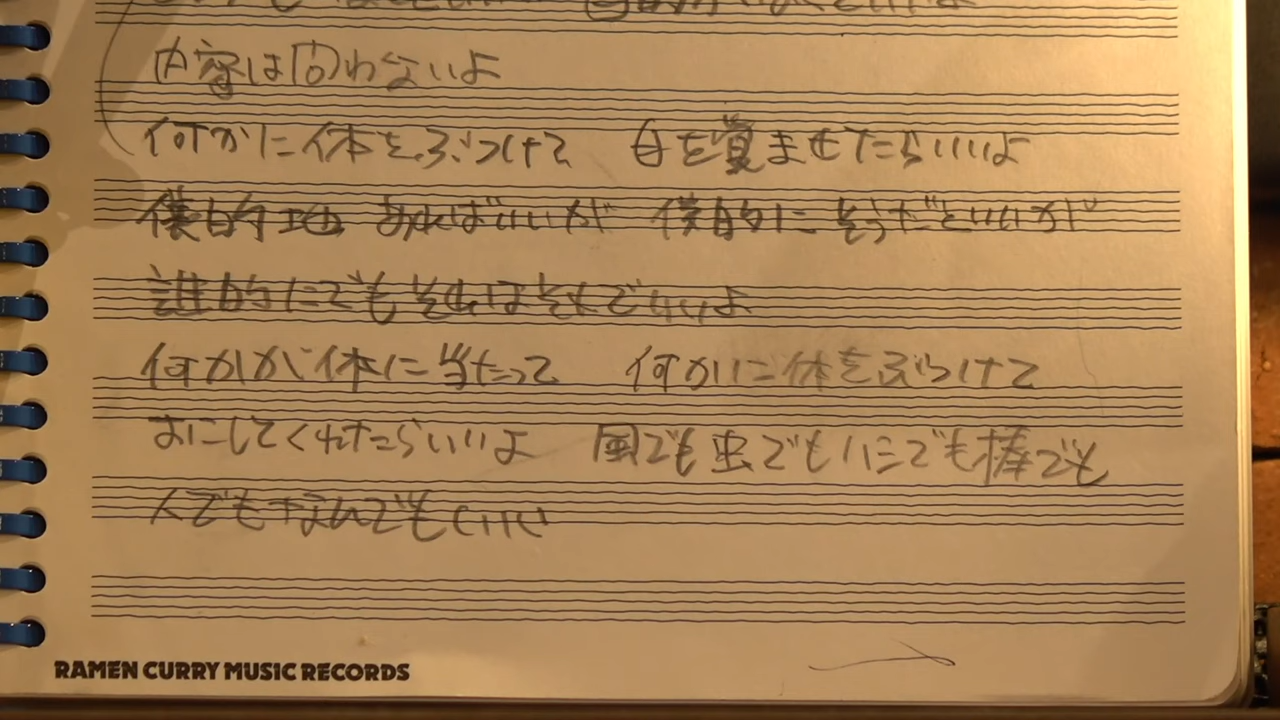 内容は問わないよ
何かに体をぶつけて 目を覚ませたらいいよ
僕的に あればいいが 僕的に そうだといいが
誰的にでも それはそれでいいよ
何かが体に当たって 何かに体をぶつけて
おこしてくれたらいいよ 風でも虫でも 棒でも
人でもなんでもいい
RAMEN CURRY MUSIC RECORDS